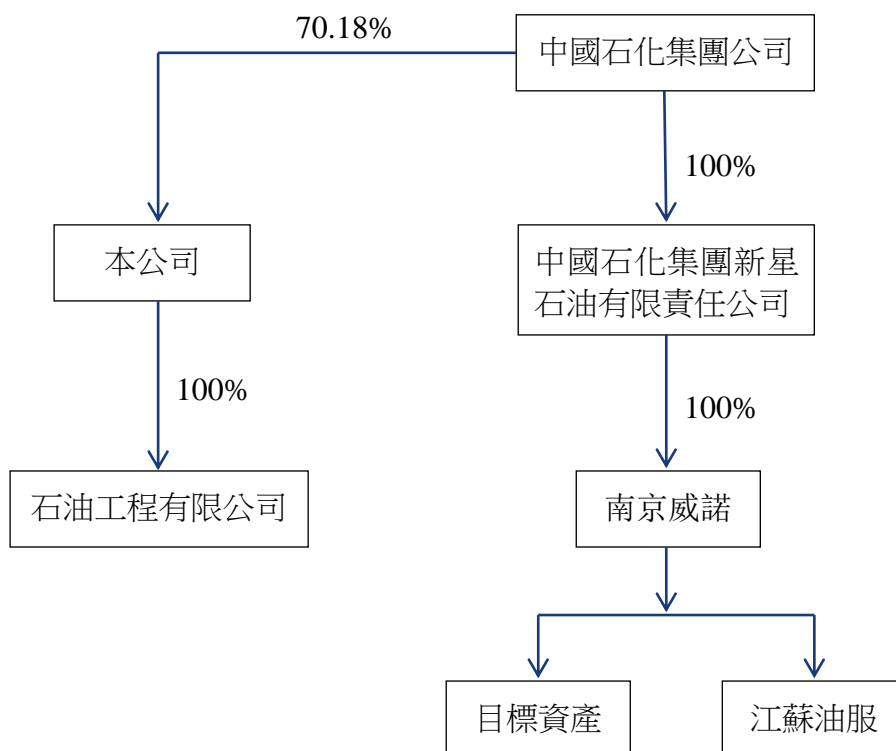 70.18%
中國石化集團公司
100%
本公司
中國石化集團新星
石油有限責任公司
100%
100%
石油工程有限公司
南京威諾
目標資產
江蘇油服